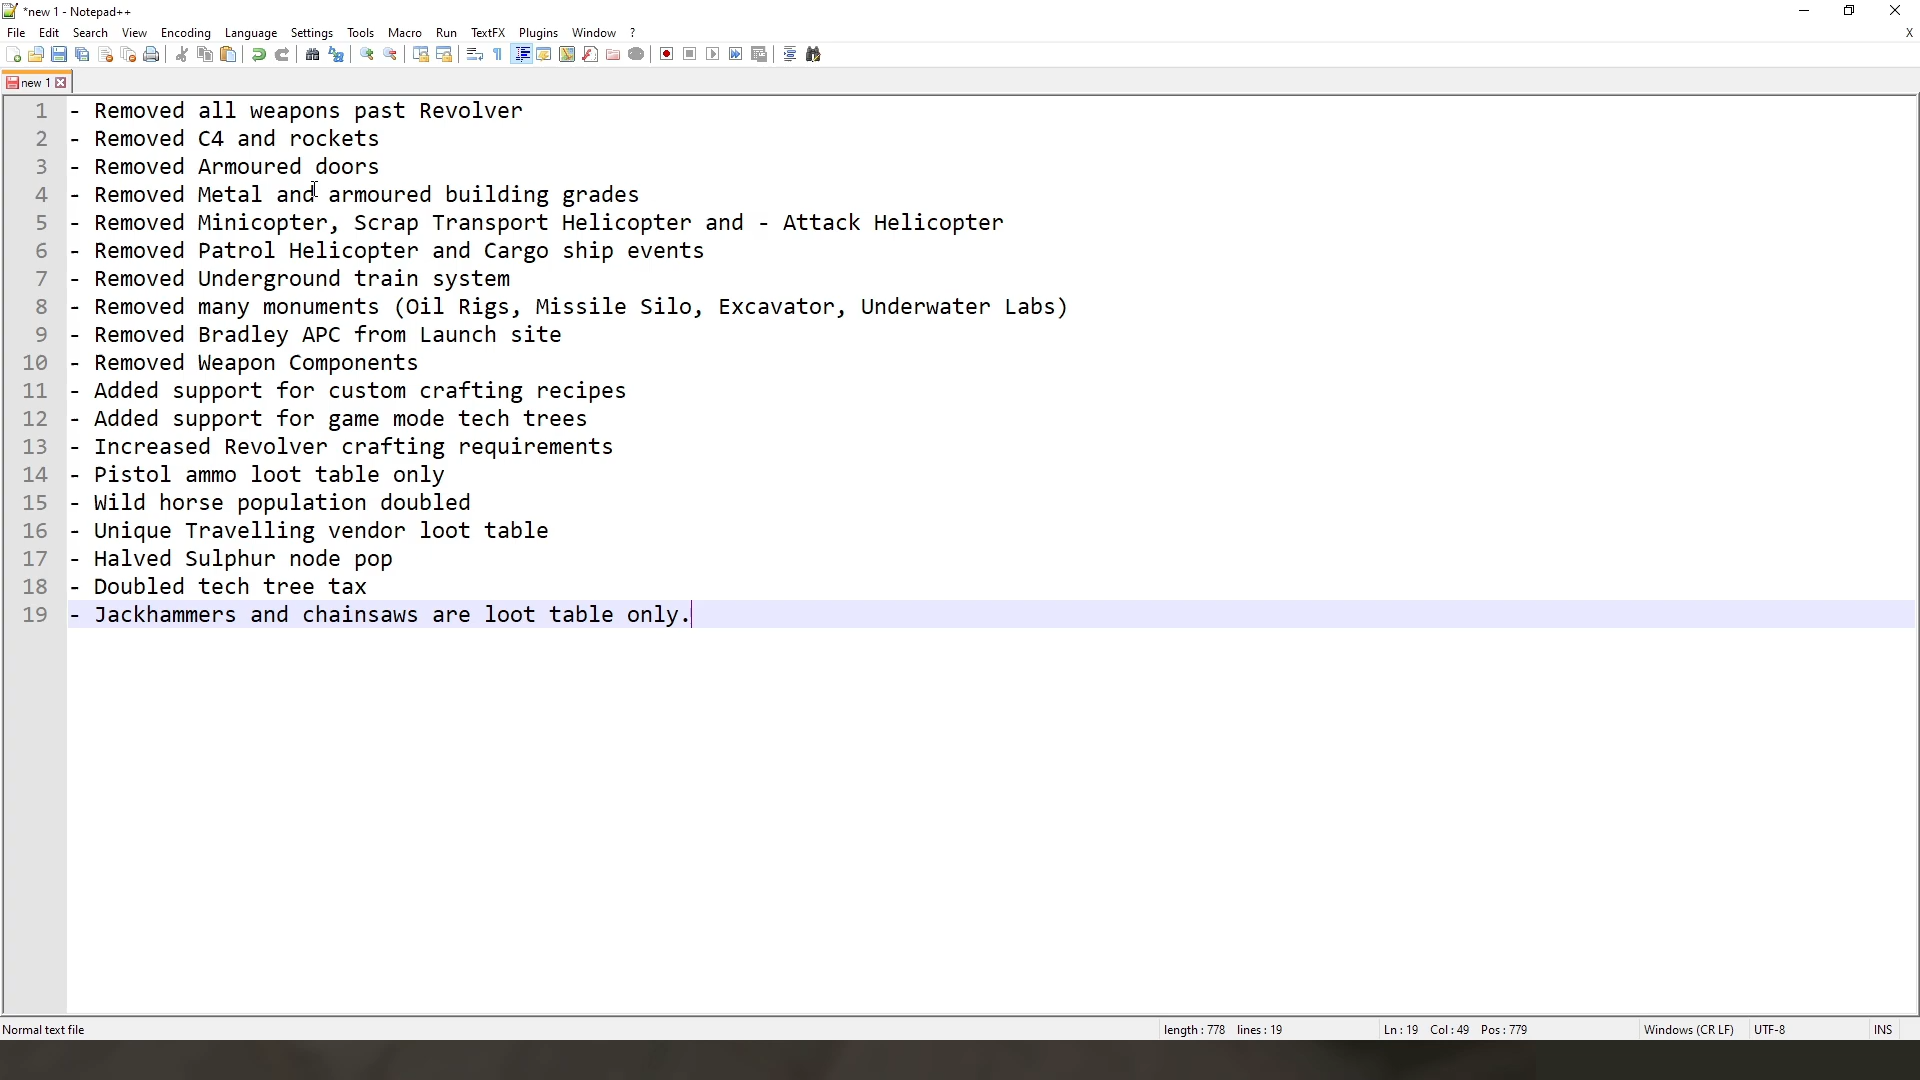 *new 1 - Notepad++
File Edit Search View Encoding Language Settings Tools Macro Run TextFX Plugins Window ? X
new 1
1 - Removed all weapons past Revolver
2 - Removed C4 and rockets
3 - Removed Armoured doors
4 - Removed Metal and armoured building grades
5 - Removed Minicopter, Scrap Transport Helicopter and - Attack Helicopter
6 - Removed Patrol Helicopter and Cargo ship events
7 - Removed Underground train system
8 - Removed many monuments (Oil Rigs, Missile Silo, Excavator, Underwater Labs)
9 - Removed Bradley APC from Launch site
10 - Removed Weapon Components
11 - Added support for custom crafting recipes
12 - Added support for game mode tech trees
13 - Increased Revolver crafting requirements
14 - Pistol ammo loot table only
15 - Wild horse population doubled
16 - Unique Travelling vendor loot table
17 - Halved Sulphur node pop
18 - Doubled tech tree tax
19 - Jackhammers and chainsaws are loot table only.
Normal text file length : 778 lines : 19 Ln : 19 Col : 49 Pos : 779 Windows (CR LF) UTF-8 INS